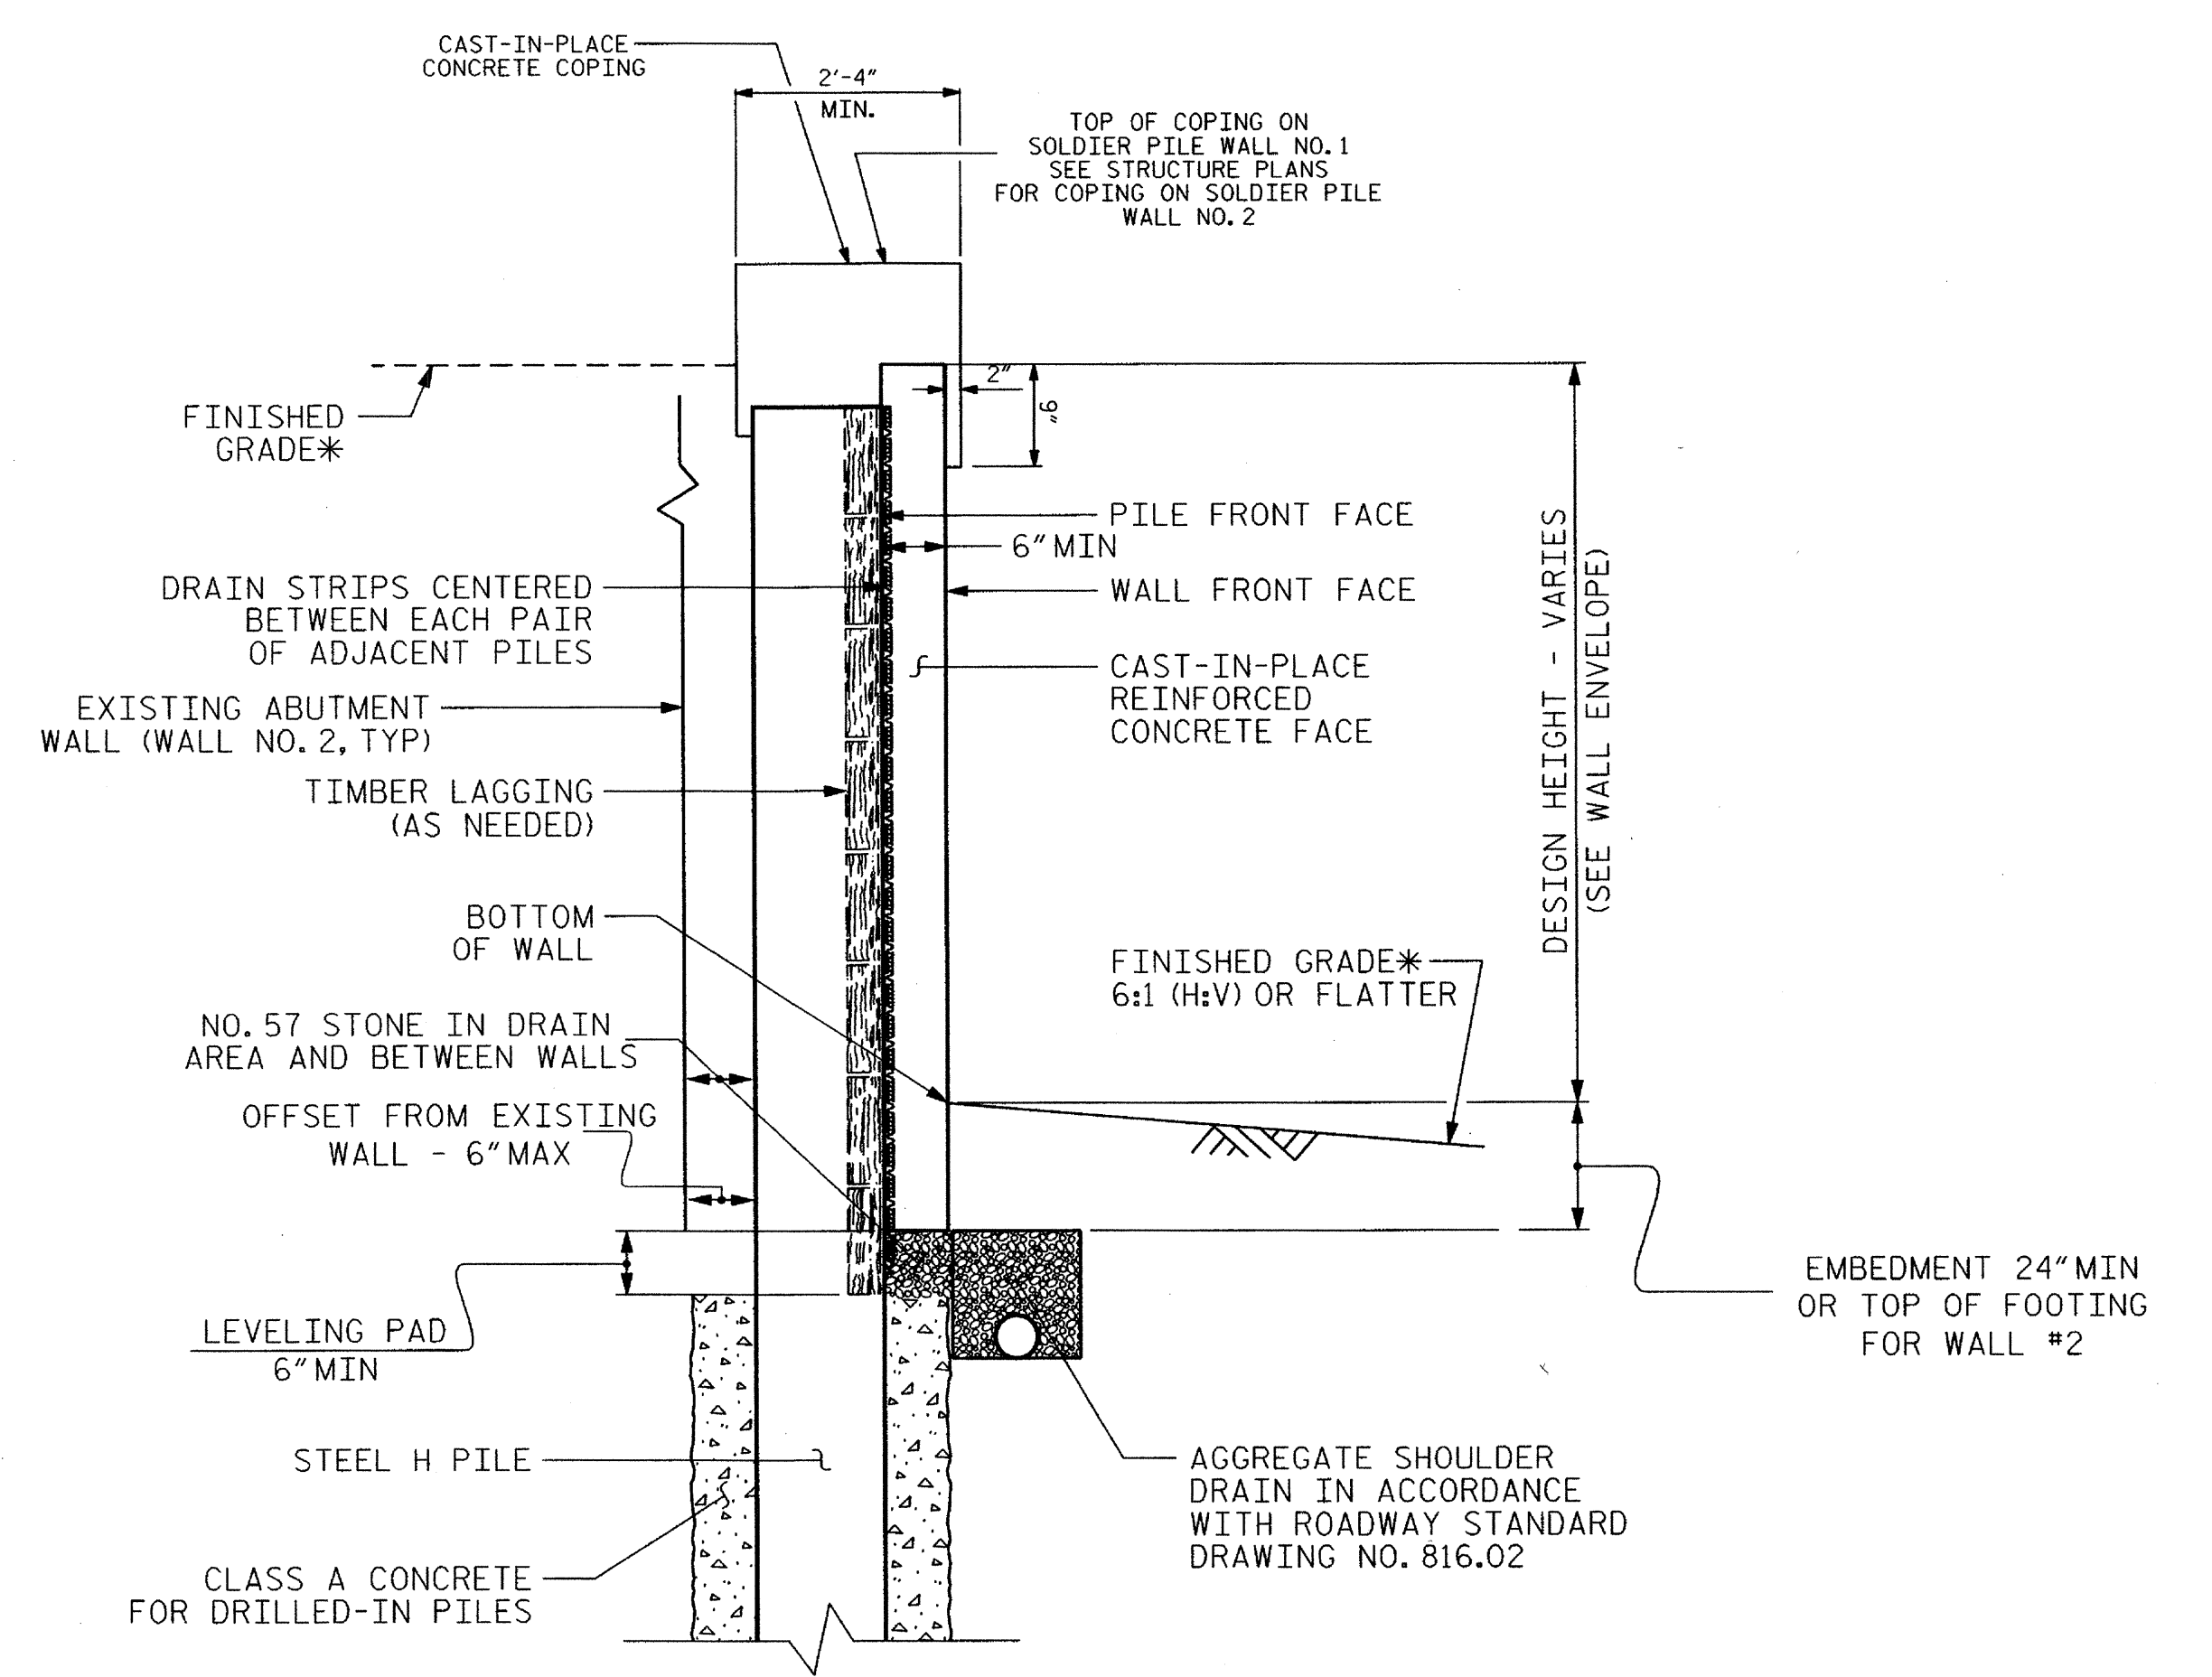 CAST-IN-PLACE
CONCRETE COPING
2'-4"
MIN.
TOP OF COPING ON
SOLDIER PILE WALL NO. 1
SEE STRUCTURE PLANS
FOR COPING ON SOLDIER PILE
WALL NO. 2
FINISHED
GRADE*
2"
9"
PILE FRONT FACE
6" MIN
WALL FRONT FACE
DRAIN STRIPS CENTERED
BETWEEN EACH PAIR
OF ADJACENT PILES
CAST-IN-PLACE
REINFORCED
CONCRETE FACE
EXISTING ABUTMENT
WALL (WALL NO. 2, TYP)
TIMBER LAGGING
(AS NEEDED)
DESIGN HEIGHT - VARIES
(SEE WALL ENVELOPE)
BOTTOM
OF WALL
FINISHED GRADE*
6:1 (H:V) OR FLATTER
NO. 57 STONE IN DRAIN
AREA AND BETWEEN WALLS
OFFSET FROM EXISTING
WALL - 6" MAX
EMBEDMENT 24" MIN
OR TOP OF FOOTING
FOR WALL #2
LEVELING PAD
6" MIN
STEEL H PILE
AGGREGATE SHOULDER
DRAIN IN ACCORDANCE
WITH ROADWAY STANDARD
DRAWING NO. 816.02
CLASS A CONCRETE
FOR DRILLED-IN PILES